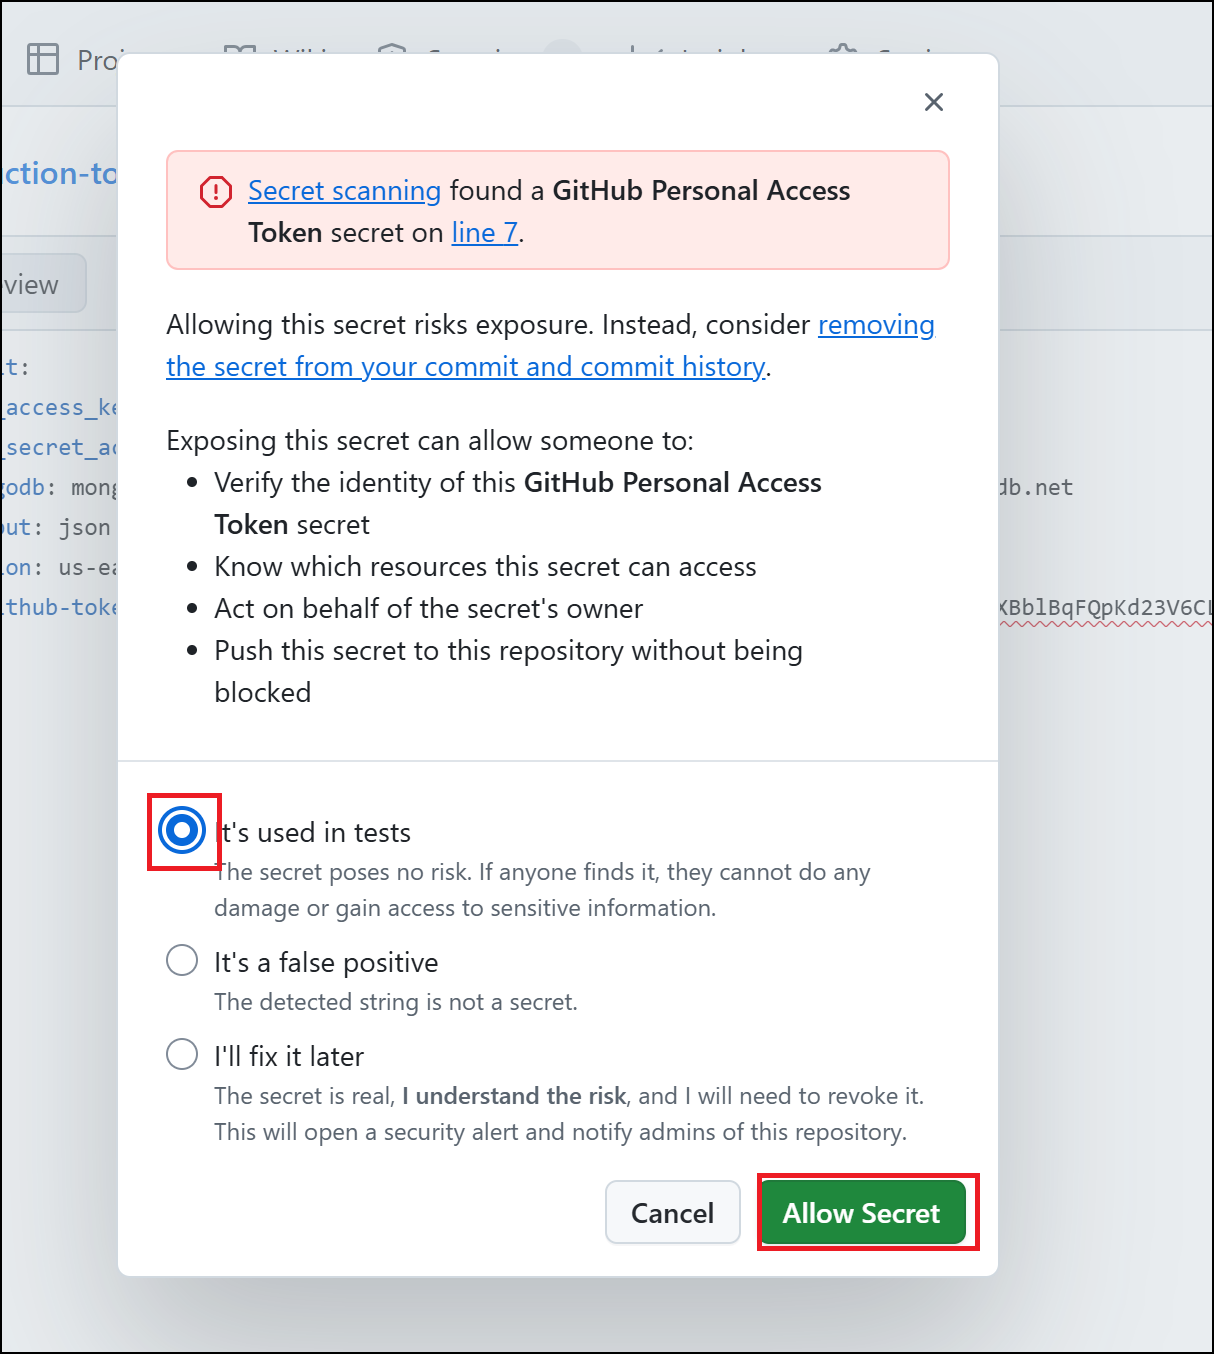 Secret scanning found a GitHub Personal Access
Token secret on line 7.
Allowing this secret risks exposure. Instead, consider removing
the secret from your commit and commit history.
Exposing this secret can allow someone to:
Verify the identity of this GitHub Personal Access
Token secret
Know which resources this secret can access
Act on behalf of the secret's owner
Push this secret to this repository without being
blocked
It's used in tests
The secret poses no risk. If anyone finds it, they cannot do any
damage or gain access to sensitive information.
It's a false positive
The detected string is not a secret.
I'll fix it later
The secret is real, I understand the risk, and I will need to revoke it.
This will open a security alert and notify admins of this repository.
Cancel
Allow Secret
Pro
ction-to
view
t:
_access_ke
_secret_ac
godb: mong
db.net
out: json
ion: us-ea
thub-toke
XBblBqFQpKd23V6CL